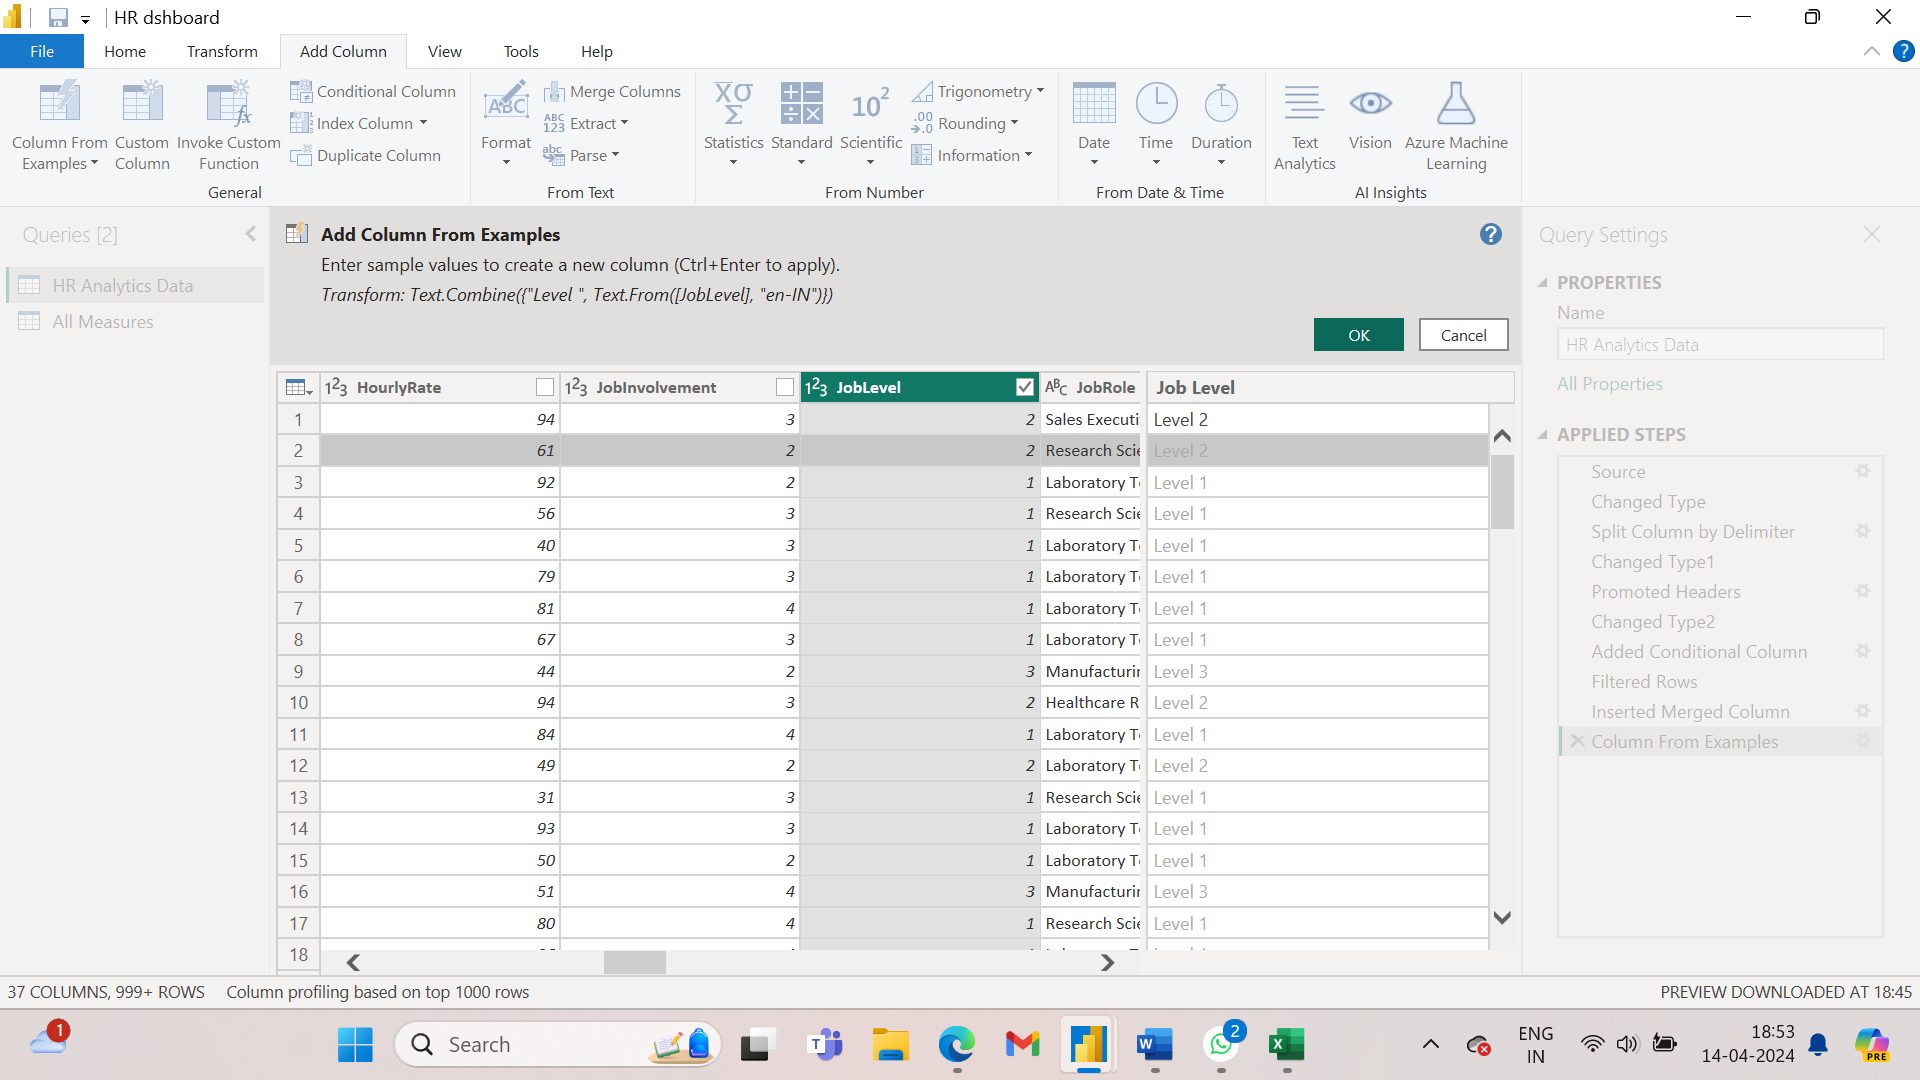 HR dshboard
File Home Transform Add Column View Tools Help
Column From Examples
Custom Column
Invoke Custom Function
Conditional Column
Index Column
Duplicate Column
General
Format
Merge Columns
Extract
Parse
From Text
Statistics
Standard
Scientific
Trigonometry
Rounding
Information
From Number
Date
Time
Duration
From Date & Time
Text Analytics
Vision
Azure Machine Learning
AI Insights
Queries [2]
HR Analytics Data
All Measures
Add Column From Examples
Enter sample values to create a new column (Ctrl+Enter to apply).
Transform: Text.Combine({"Level ", Text.From([JobLevel], "en-IN")})
OK Cancel
HourlyRate JobInvolvement JobLevel JobRole Job Level
1 94 3 2 Sales Executi Level 2
2 61 2 2 Research Scie Level 2
3 92 2 1 Laboratory Te Level 1
4 56 3 1 Research Scie Level 1
5 40 3 1 Laboratory Te Level 1
6 79 3 1 Laboratory Te Level 1
7 81 4 1 Laboratory Te Level 1
8 67 3 1 Laboratory Te Level 1
9 44 2 3 Manufacturin Level 3
10 94 3 2 Healthcare R Level 2
11 84 4 1 Laboratory Te Level 1
12 49 2 2 Laboratory Te Level 2
13 31 3 1 Research Scie Level 1
14 93 3 1 Laboratory Te Level 1
15 50 2 1 Laboratory Te Level 1
16 51 4 3 Manufacturin Level 3
17 80 4 1 Research Scie Level 1
18
Query Settings
PROPERTIES
Name
HR Analytics Data
All Properties
APPLIED STEPS
Source
Changed Type
Split Column by Delimiter
Changed Type1
Promoted Headers
Changed Type2
Added Conditional Column
Filtered Rows
Inserted Merged Column
Column From Examples
37 COLUMNS, 999+ ROWS Column profiling based on top 1000 rows PREVIEW DOWNLOADED AT 18:45
1
Search
2
ENG
IN
18:53
14-04-2024
PRE